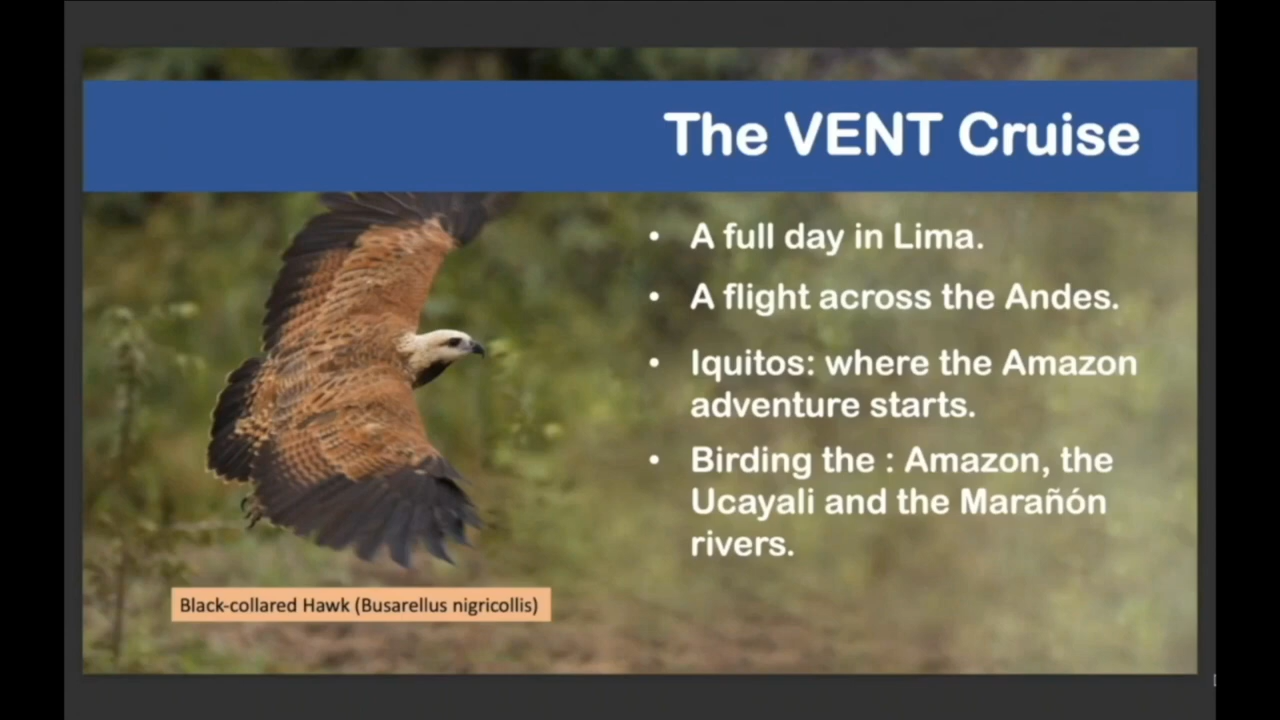 The VENT Cruise
• A full day in Lima.
• A flight across the Andes.
• Iquitos: where the Amazon
adventure starts.
• Birding the : Amazon, the
Ucayali and the Marañón
rivers.
Black-collared Hawk (Busarellus nigricollis)